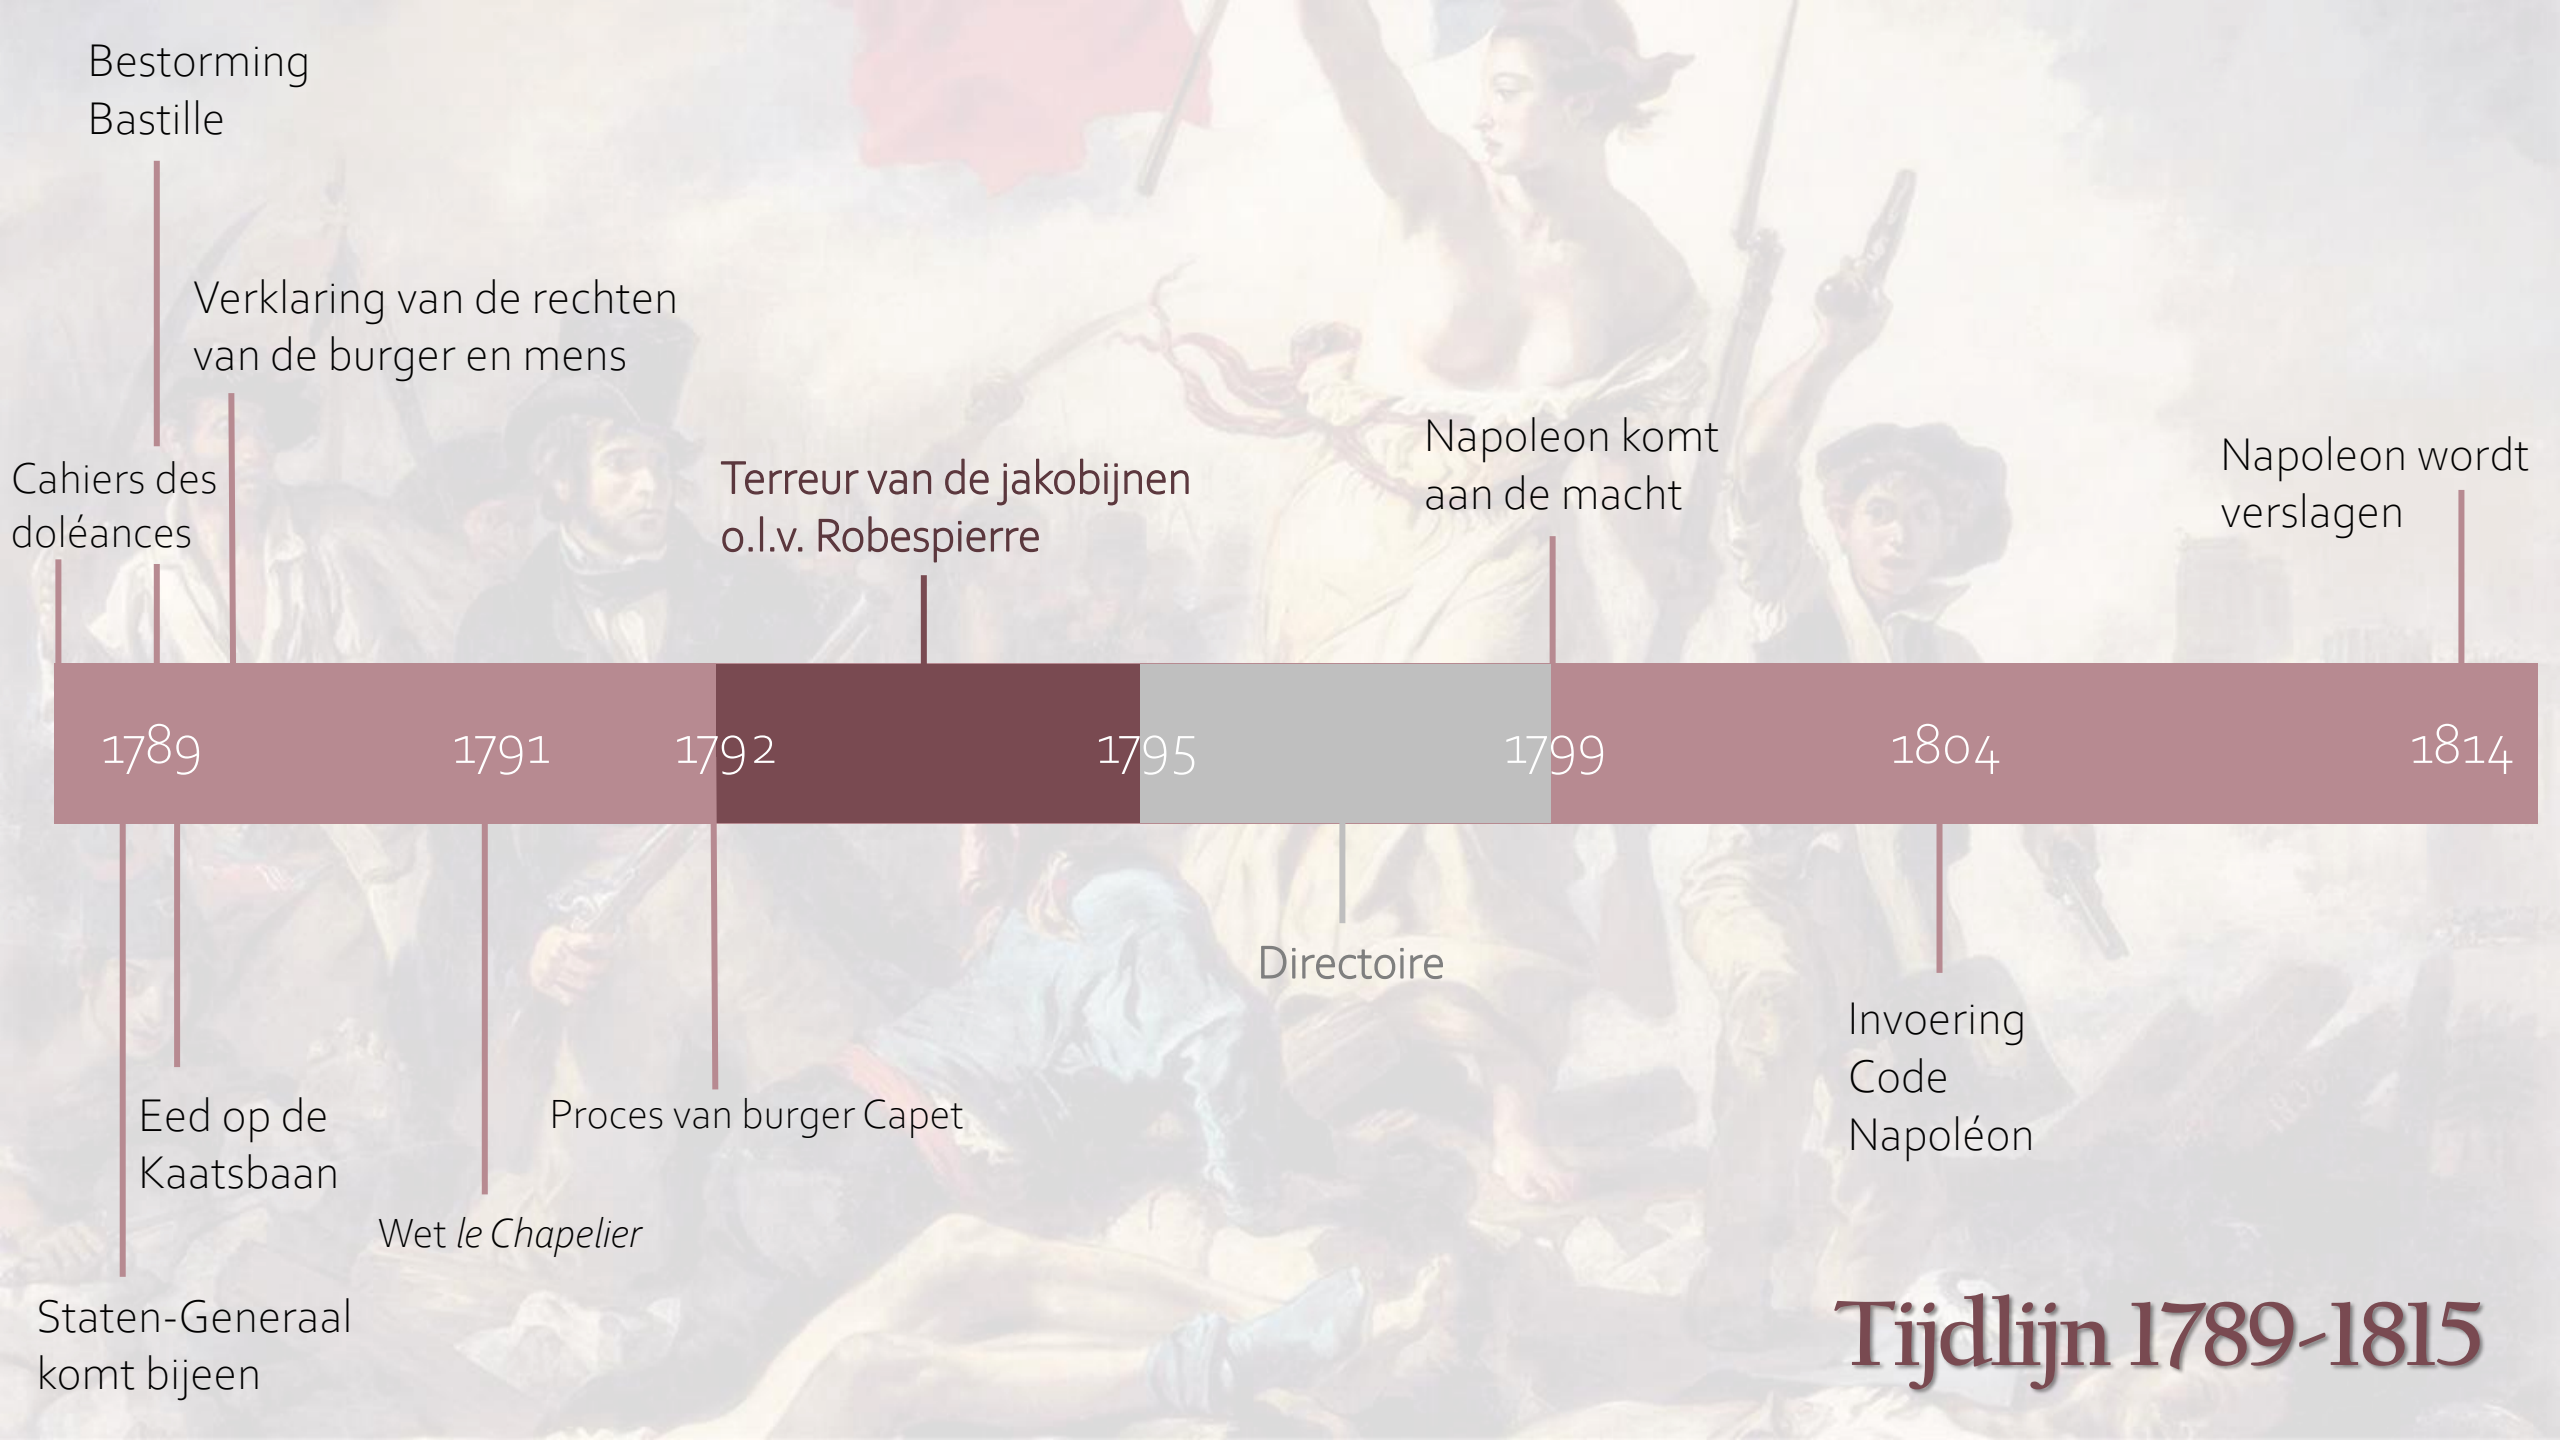 Bestorming
Bastille
Verklaring van de rechten
van de burger en mens
Cahiers des
doléances
Terreur van de jakobijnen
o.l.v. Robespierre
Napoleon komt
aan de macht
Napoleon wordt
verslagen
1789
1791
1792
1795
1799
1804
1814
Directoire
Invoering
Code
Napoléon
Eed op de
Kaatsbaan
Proces van burger Capet
Wet le Chapelier
Staten-Generaal
komt bijeen
Tijdlijn 1789-1815